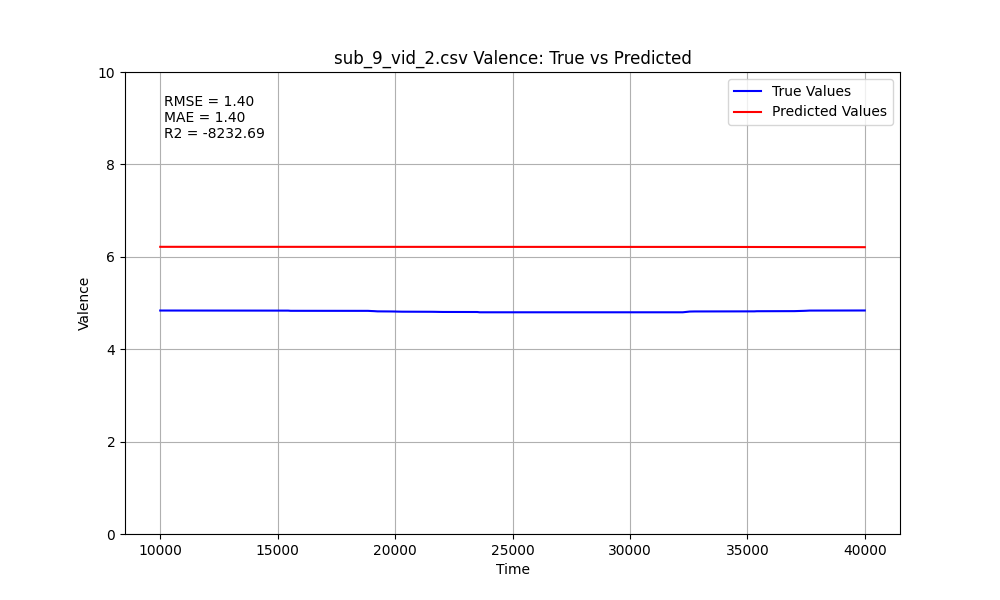 sub_9_vid_2.csv Valence: True vs Predicted
RMSE = 1.40
MAE = 1.40
R2 = -8232.69
True Values
Predicted Values
Valence
10
8
6
4
2
0
10000 15000 20000 25000 30000 35000 40000
Time